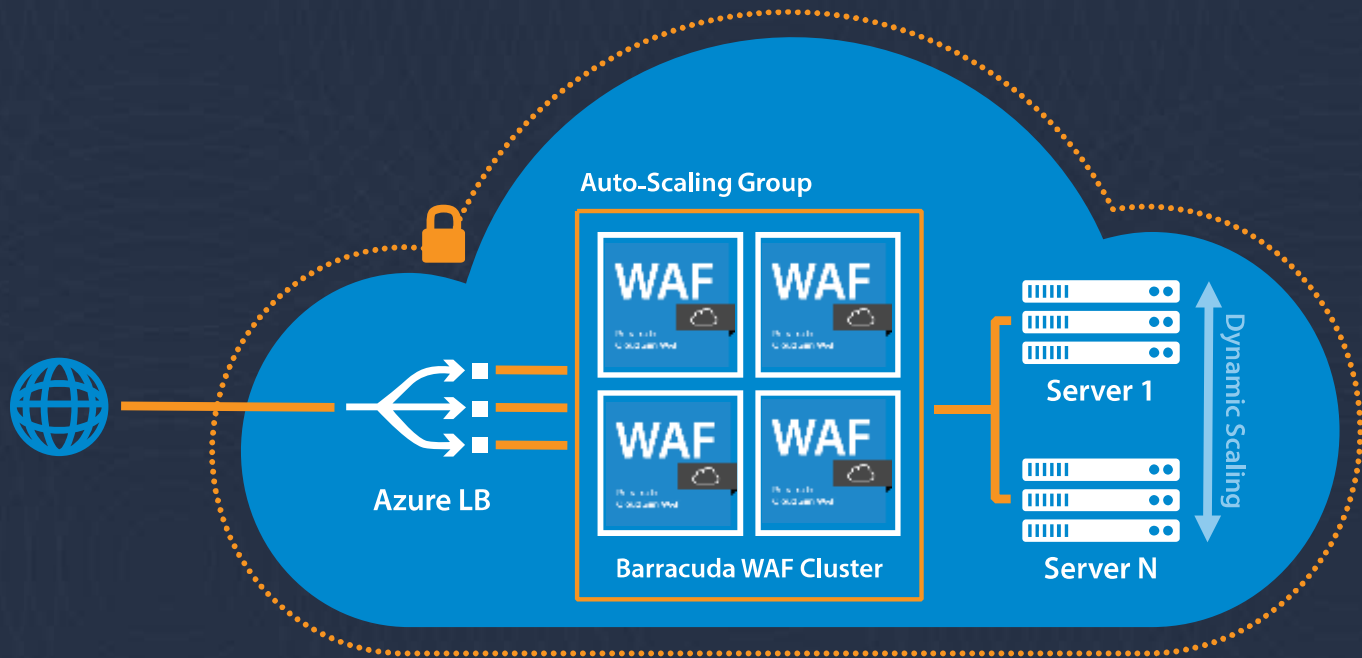 Auto-Scaling Group
WAF
WAF
WAF
WAF
Barracuda WAF Cluster
Azure LB
Server 1
Server N
Dynamic Scaling